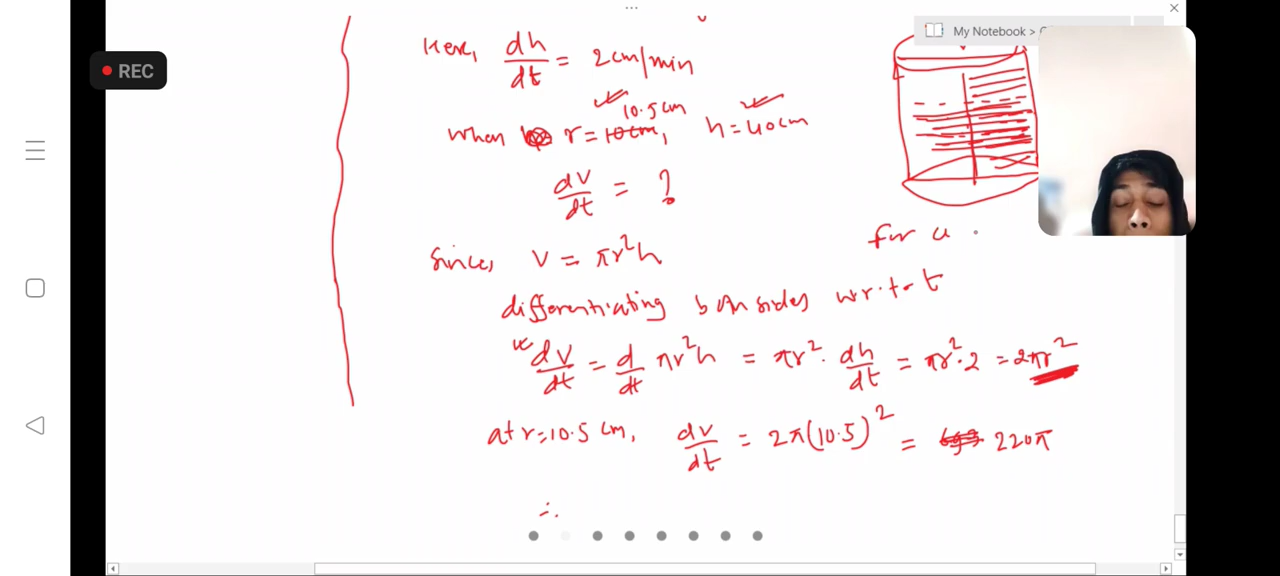 My Notebook >
REC
Here, dh/dt = 2cm/min
10.5cm
When r = 10cm, h = 40cm
dV/dt = ?
for a
Since, V = πr²h
differentiating both sides w.r.to t
dV/dt = d/dt πr²h = πr² · dh/dt = πr² · 2 = 2πr²
at r=10.5 cm, dv/dt = 2π(10.5)² = 220π
∴